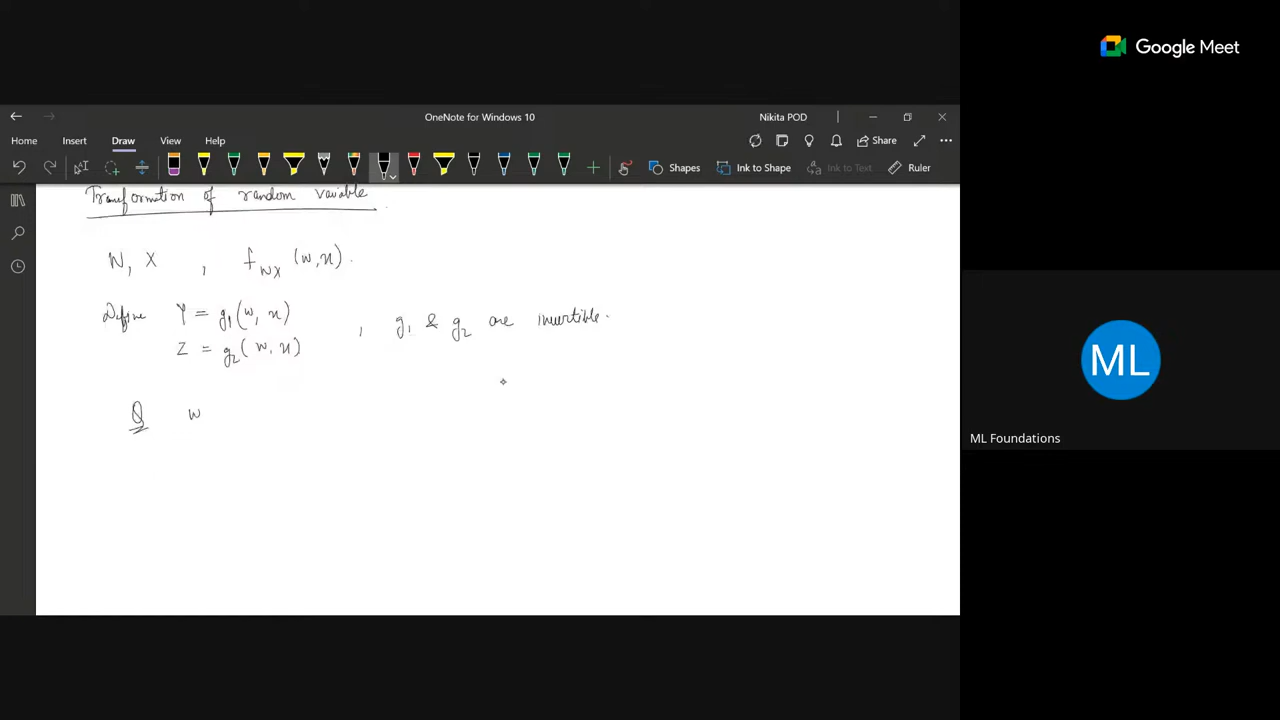 Google Meet
OneNote for Windows 10
Nikita POD
Home Insert Draw View Help
Share
Shapes Ink to Shape Ink to Text Ruler
Transformation of random variable
W, X , f_WX (w,x).
Define Y = g1(w, x)
, g1 & g2 are invertible.
Z = g2(w, x)
Q w
ML
ML Foundations